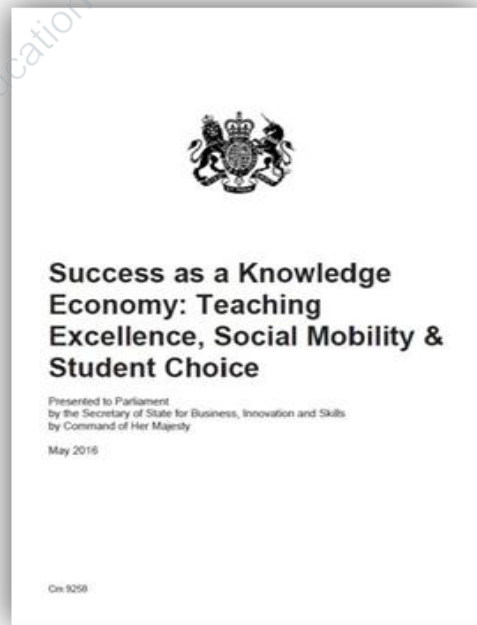 Success as a Knowledge
Economy: Teaching
Excellence, Social Mobility &
Student Choice
Presented to Parliament
by the Secretary of State for Business, Innovation and Skills
by Command of Her Majesty
May 2016
Cm 9258